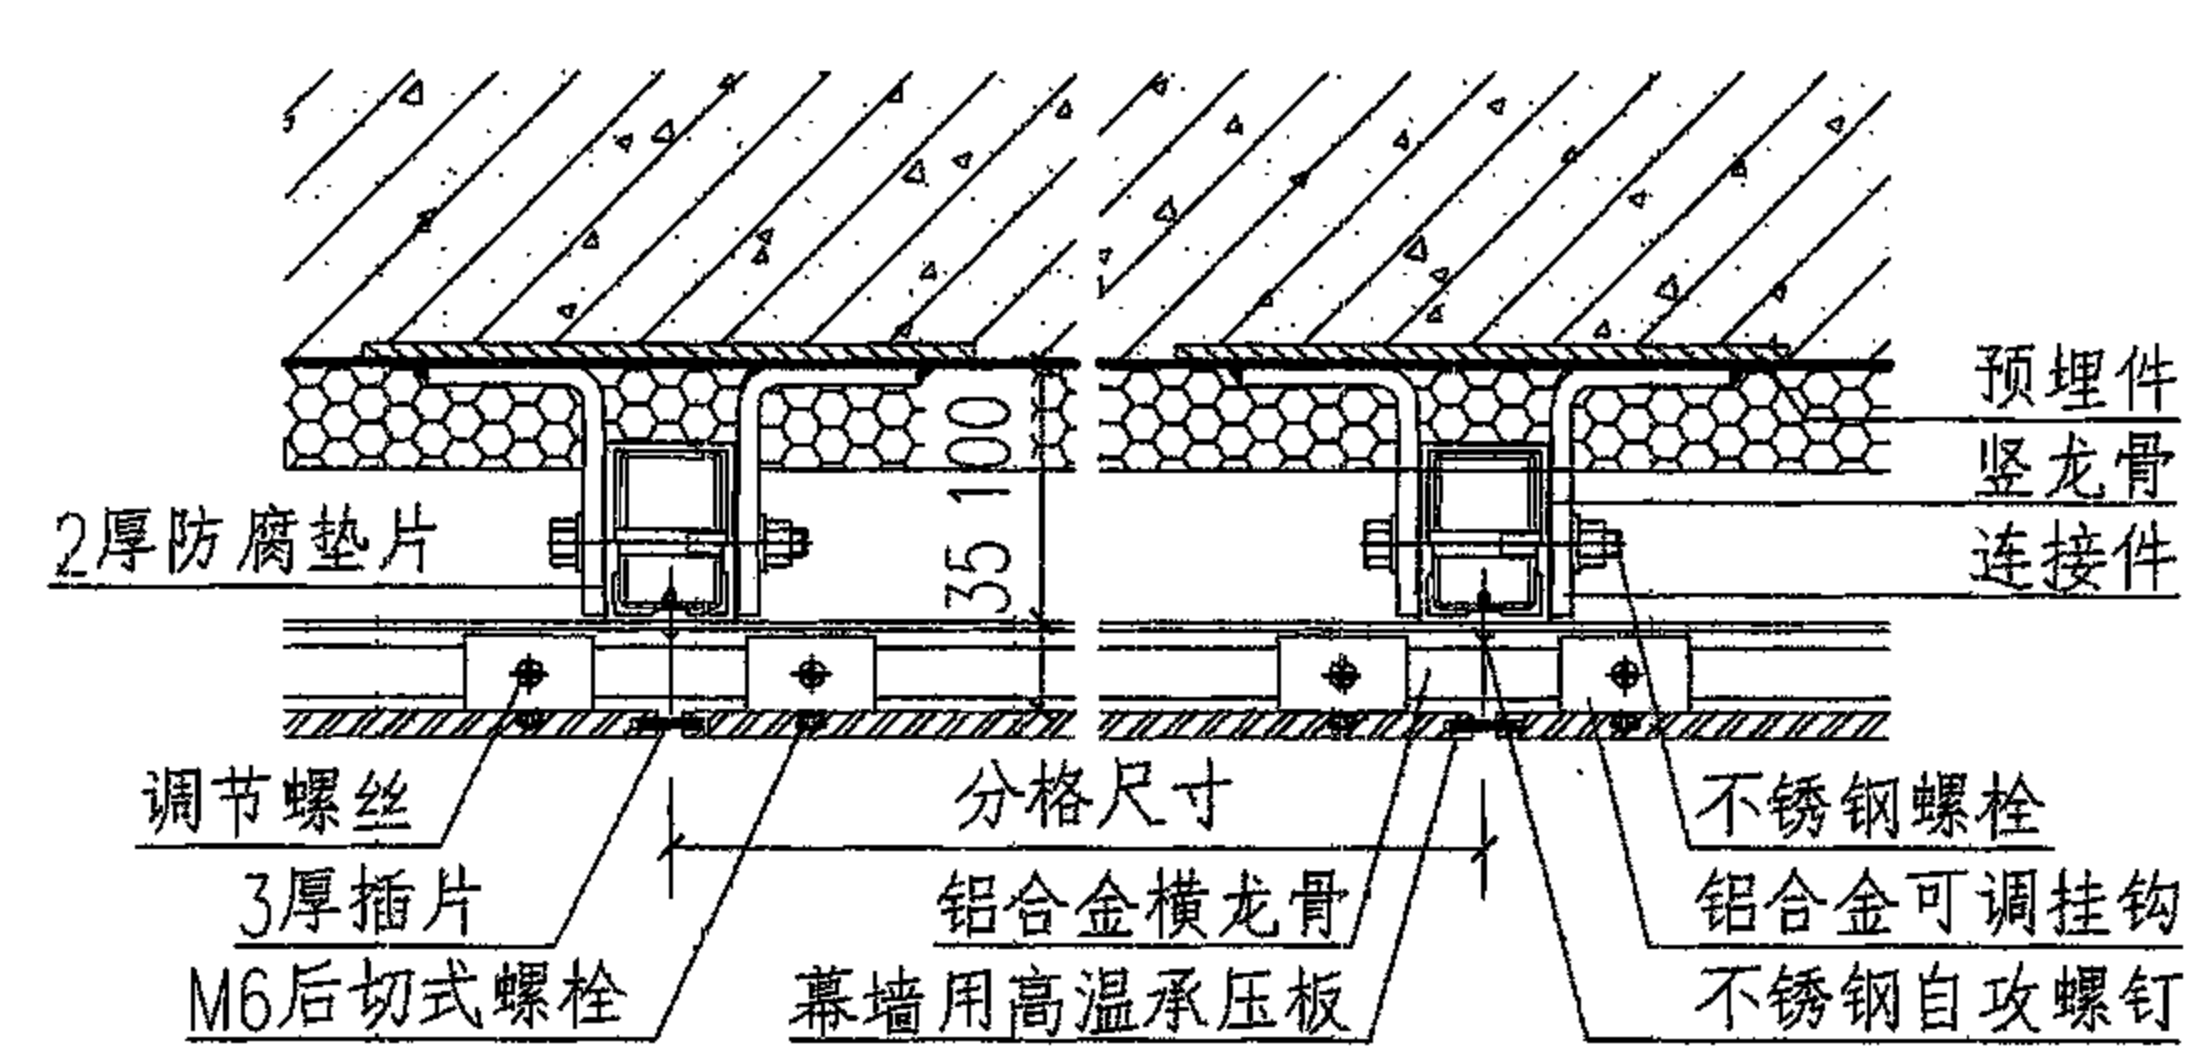 预埋件
竖龙骨
连接件
2厚防腐垫片
35 100
调节螺丝
分格尺寸
不锈钢螺栓
3厚插片
铝合金横龙骨
铝合金可调挂钩
M6后切式螺栓
幕墙用高温承压板
不锈钢自攻螺钉